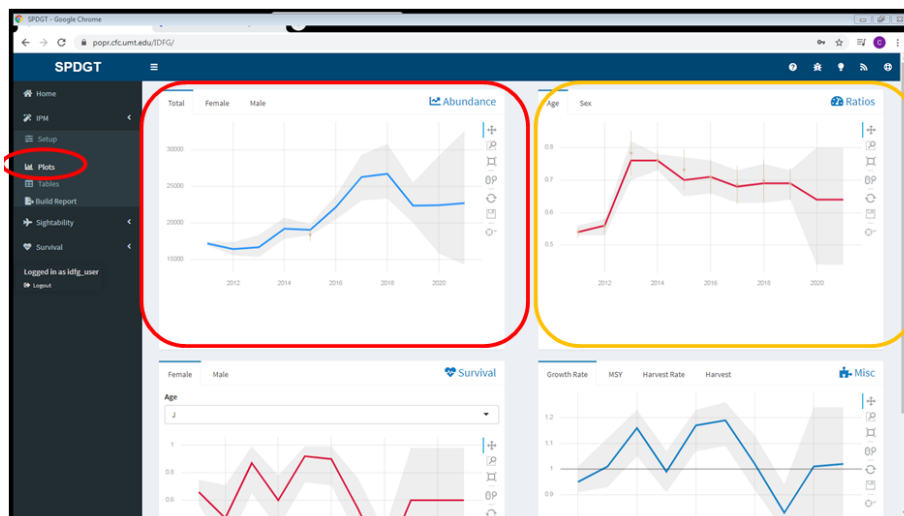 SPDGT - Google Chrome
popr.cfc.umt.edu/IDFG/
C
SPDGT
Home
IPM
Setup
Plots
Tables
Build Report
Sightability
Survival
Logged in as idfg_user
Logout
Total Female Male Abundance
30000
25000
20000
15000
2012 2014 2016 2018 2020
Age Sex Ratios
0.8
0.7
0.6
0.5
2012 2014 2016 2018 2020
Female Male Survival
Age
J
1
0.8
0.6
Growth Rate MSY Harvest Rate Harvest Misc
1.2
1.1
1
0.9